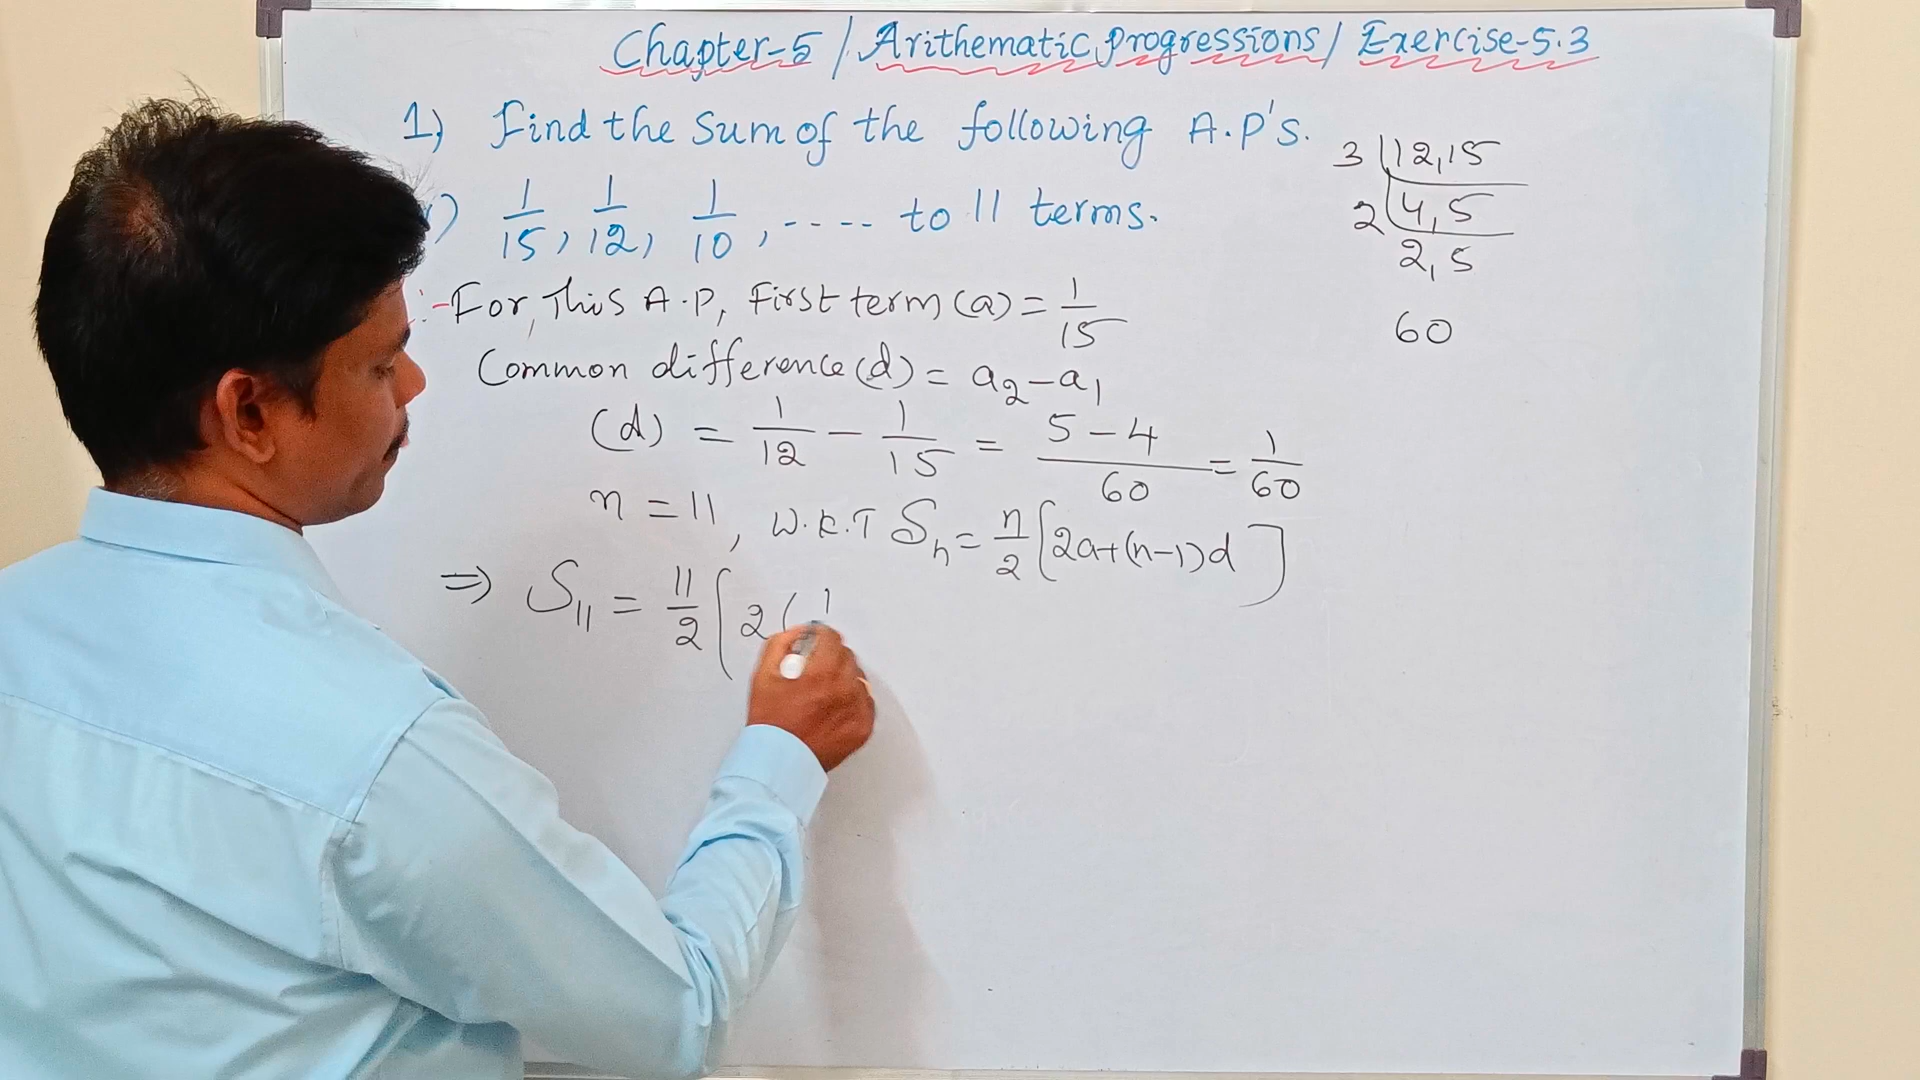 Chapter-5 / Arithematic progressions / Exercise-5.3
1) Find the sum of the following A.P's.
) 1/15, 1/12, 1/10, ---- to 11 terms.
:-For, This A.P, First term (a) = 1/15
Common difference (d) = a₂ - a₁
(d) = 1/12 - 1/15 = (5 - 4)/60 = 1/60
n = 11, W.K.T Sₙ = n/2 [2a+(n-1)d]
⇒ S₁₁ = 11/2 [ 2 ( 1
3 | 12, 15
2 | 4, 5
2, 5
60